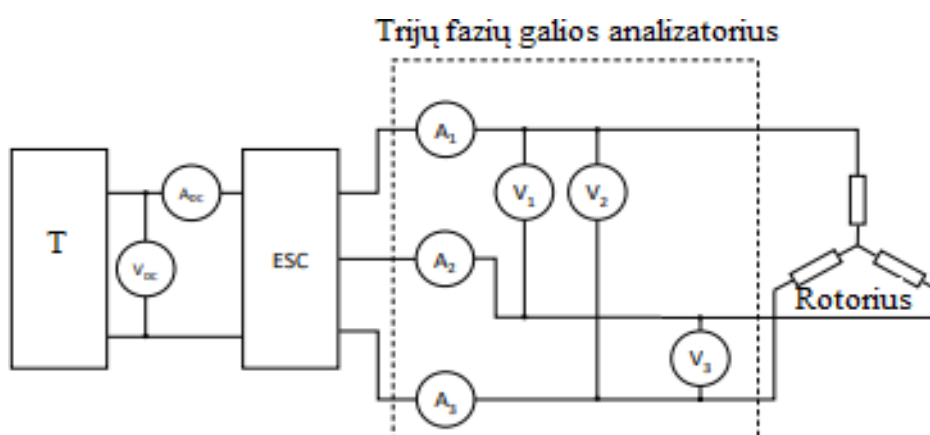 Trijų fazių galios analizatorius
A₁
V₁
V₂
A_DC
T
V_DC
ESC
A₂
Rotorius
V₃
A₃